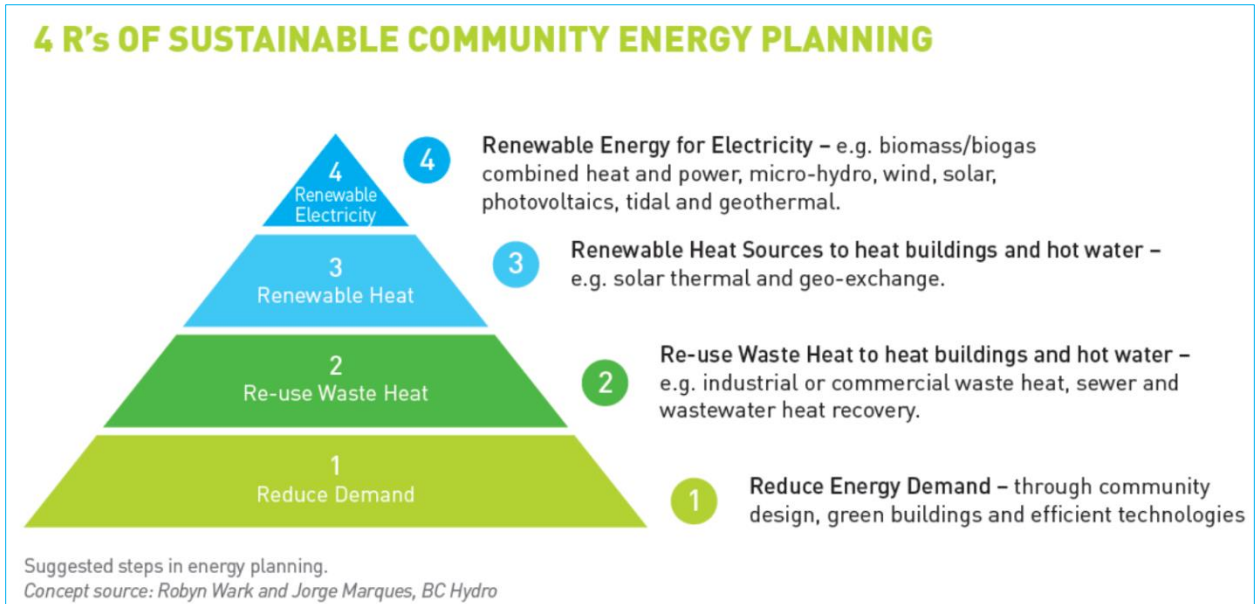 4 R's OF SUSTAINABLE COMMUNITY ENERGY PLANNING
4
Renewable
Electricity
4
Renewable Energy for Electricity – e.g. biomass/biogas
combined heat and power, micro-hydro, wind, solar,
photovoltaics, tidal and geothermal.
3
Renewable Heat
3
Renewable Heat Sources to heat buildings and hot water –
e.g. solar thermal and geo-exchange.
2
Re-use Waste Heat
2
Re-use Waste Heat to heat buildings and hot water –
e.g. industrial or commercial waste heat, sewer and
wastewater heat recovery.
1
Reduce Demand
1
Reduce Energy Demand – through community
design, green buildings and efficient technologies
Suggested steps in energy planning.
Concept source: Robyn Wark and Jorge Marques, BC Hydro